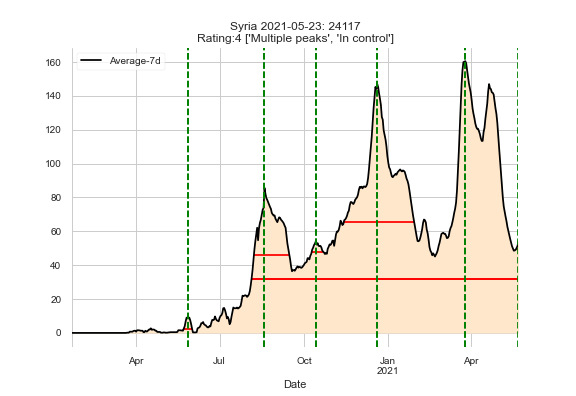 Syria 2021-05-23: 24117
Rating:4 ['Multiple peaks', 'In control']
Average-7d
160
140
120
100
80
60
40
20
0
Apr
Jul
Oct
Jan
2021
Apr
Date